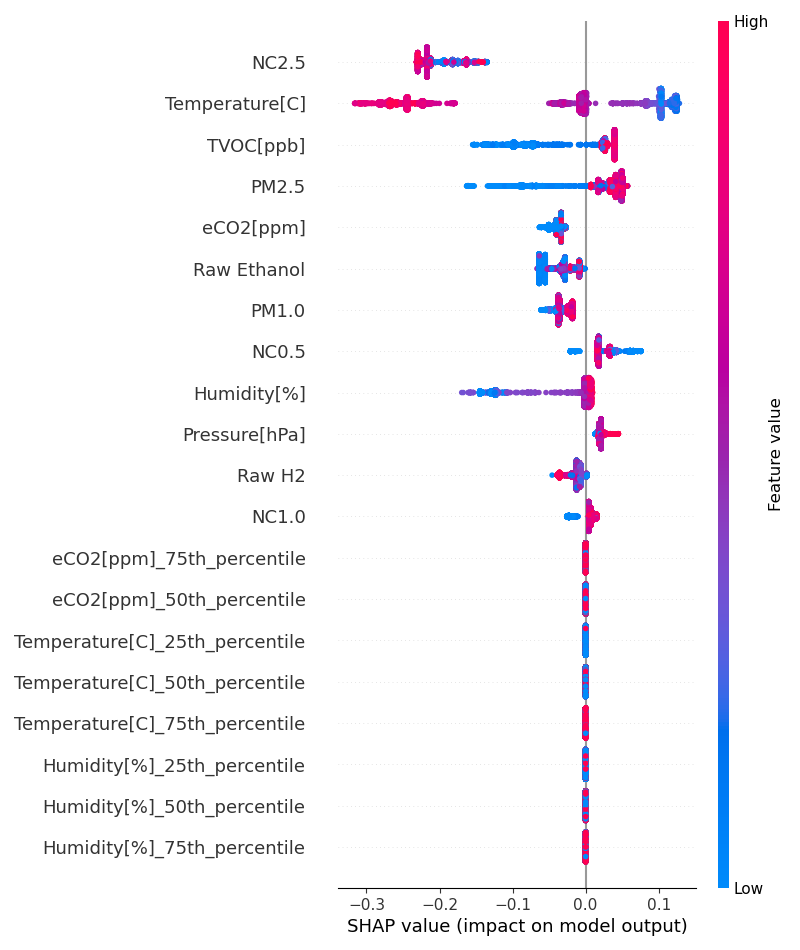 High
NC2.5
Temperature[C]
TVOC[ppb]
PM2.5
eCO2[ppm]
Raw Ethanol
PM1.0
NC0.5
Humidity[%]
Pressure[hPa]
Raw H2
NC1.0
eCO2[ppm]_75th_percentile
eCO2[ppm]_50th_percentile
Temperature[C]_25th_percentile
Temperature[C]_50th_percentile
Temperature[C]_75th_percentile
Humidity[%]_25th_percentile
Humidity[%]_50th_percentile
Humidity[%]_75th_percentile
Feature value
Low
−0.3 −0.2 −0.1 0.0 0.1
SHAP value (impact on model output)